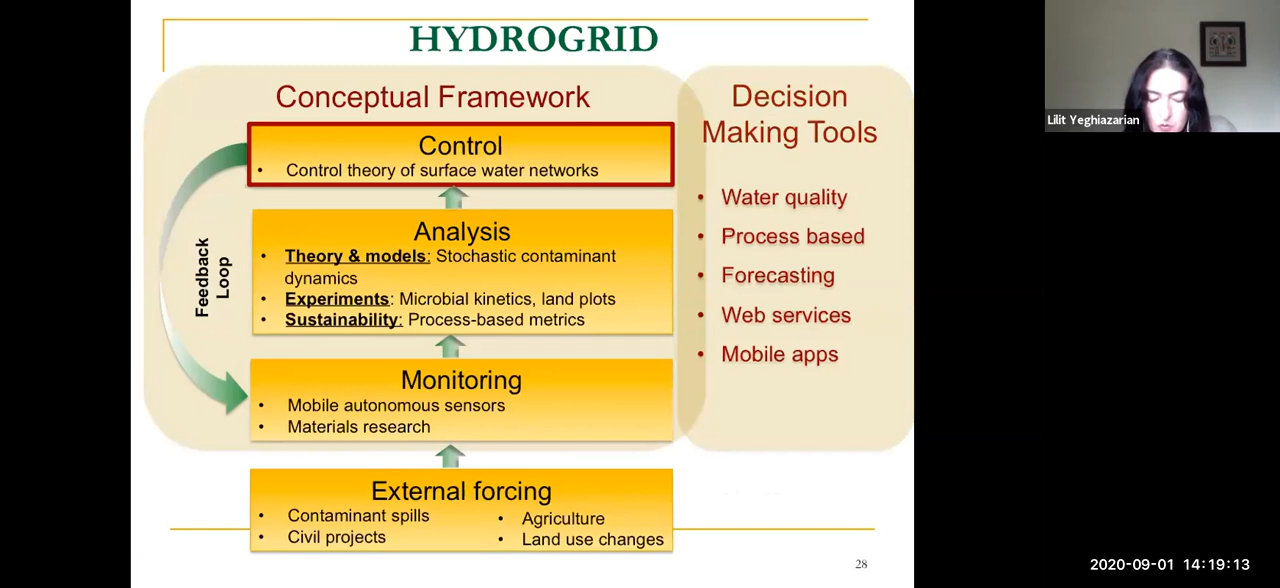 HYDROGRID
Conceptual Framework
Control
• Control theory of surface water networks
Analysis
• Theory & models: Stochastic contaminant
dynamics
• Experiments: Microbial kinetics, land plots
• Sustainability: Process-based metrics
Feedback
Loop
Monitoring
• Mobile autonomous sensors
• Materials research
External forcing
• Contaminant spills
• Civil projects
• Agriculture
• Land use changes
Decision
Making Tools
• Water quality
• Process based
• Forecasting
• Web services
• Mobile apps
28
Lilit Yeghiazarian
2020-09-01 14:19:13